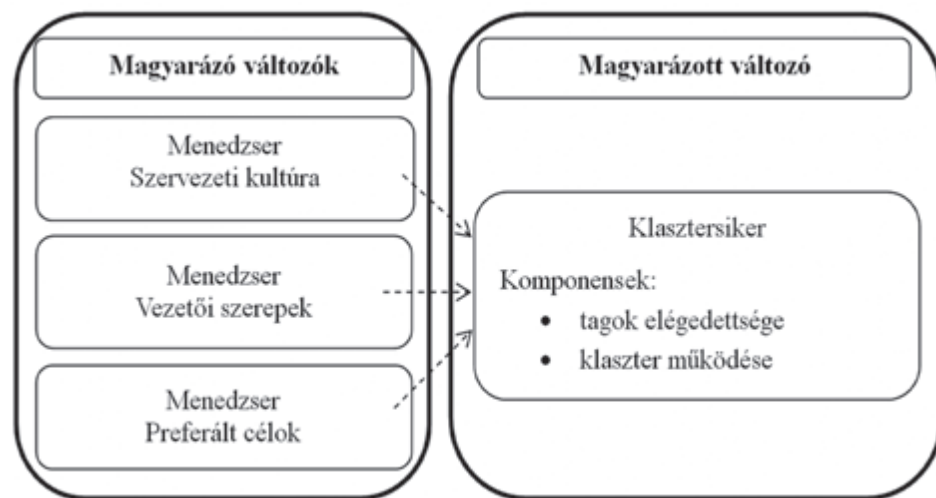 Magyarázó változók
Menedzser
Szervezeti kultúra
Menedzser
Vezetői szerepek
Menedzser
Preferált célok
Magyarázott változó
Klasztersiker
Komponensek:
• tagok elégedettsége
• klaszter működése